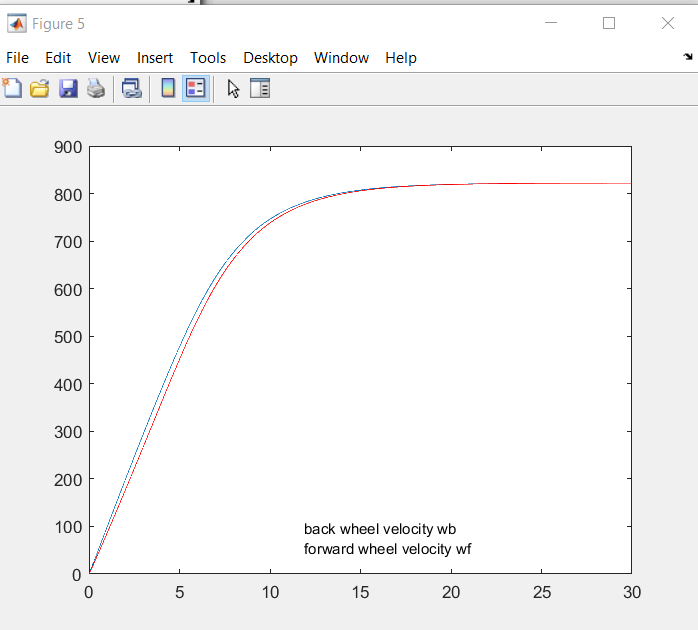 Figure 5
File Edit View Insert Tools Desktop Window Help
900
800
700
600
500
400
300
200
100
0
back wheel velocity wb
forward wheel velocity wf
0 5 10 15 20 25 30